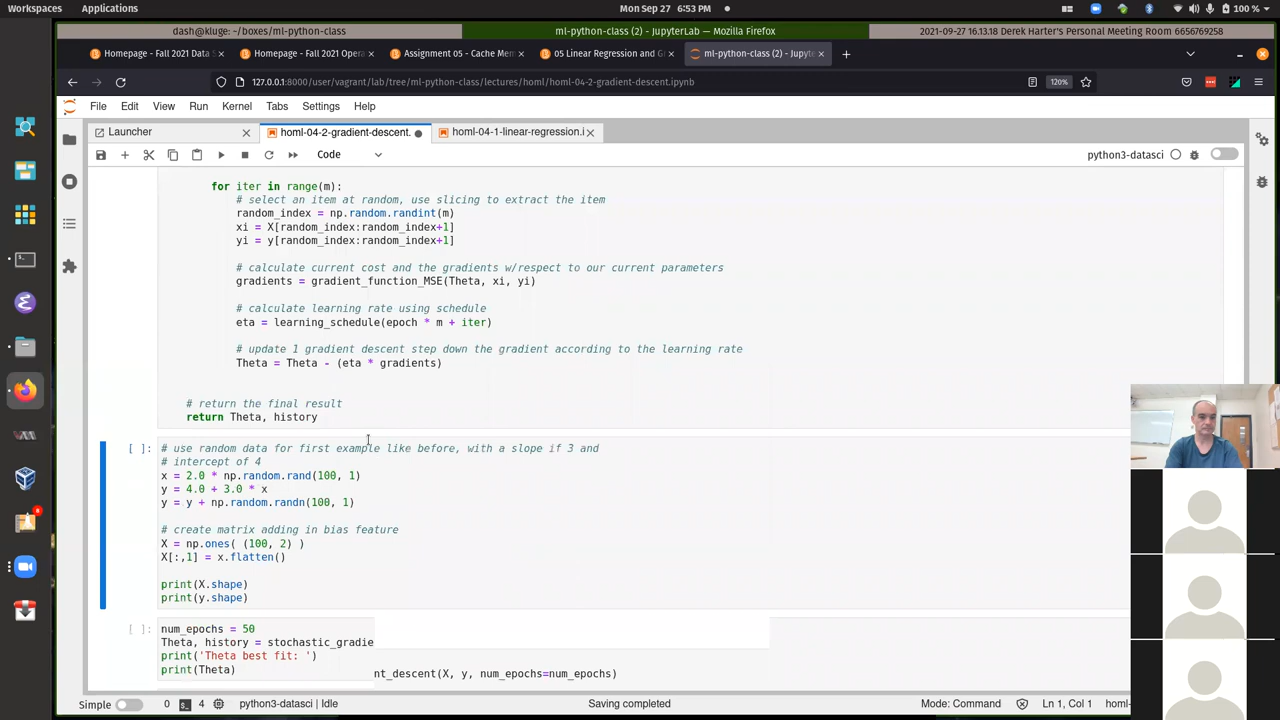 Workspaces Applications Mon Sep 27 6:53 PM 100 %
dash@kluge: ~/boxes/ml-python-class ml-python-class (2) - JupyterLab — Mozilla Firefox 2021-09-27 16.13.18 Derek Harter's Personal Meeting Room 6656769258
Homepage - Fall 2021 Data S Homepage - Fall 2021 Opera Assignment 05 - Cache Mem 05 Linear Regression and G ml-python-class (2) - Jupyte
127.0.0.1:8000/user/vagrant/lab/tree/ml-python-class/lectures/homl/homl-04-2-gradient-descent.ipynb 120%
File Edit View Run Kernel Tabs Settings Help
Launcher homl-04-2-gradient-descent. homl-04-1-linear-regression.i
Code python3-datasci
for iter in range(m):
# select an item at random, use slicing to extract the item
random_index = np.random.randint(m)
xi = X[random_index:random_index+1]
yi = y[random_index:random_index+1]
# calculate current cost and the gradients w/respect to our current parameters
gradients = gradient_function_MSE(Theta, xi, yi)
# calculate learning rate using schedule
eta = learning_schedule(epoch * m + iter)
# update 1 gradient descent step down the gradient according to the learning rate
Theta = Theta - (eta * gradients)
# return the final result
return Theta, history
[ ]: # use random data for first example like before, with a slope if 3 and
# intercept of 4
x = 2.0 * np.random.rand(100, 1)
y = 4.0 + 3.0 * x
y = y + np.random.randn(100, 1)
# create matrix adding in bias feature
X = np.ones( (100, 2) )
X[:,1] = x.flatten()
print(X.shape)
print(y.shape)
[ ]: num_epochs = 50
Theta, history = stochastic_gradie
print('Theta best fit: ')
print(Theta)
nt_descent(X, y, num_epochs=num_epochs)
Simple 0 4 python3-datasci | Idle Saving completed Mode: Command Ln 1, Col 1 homl-